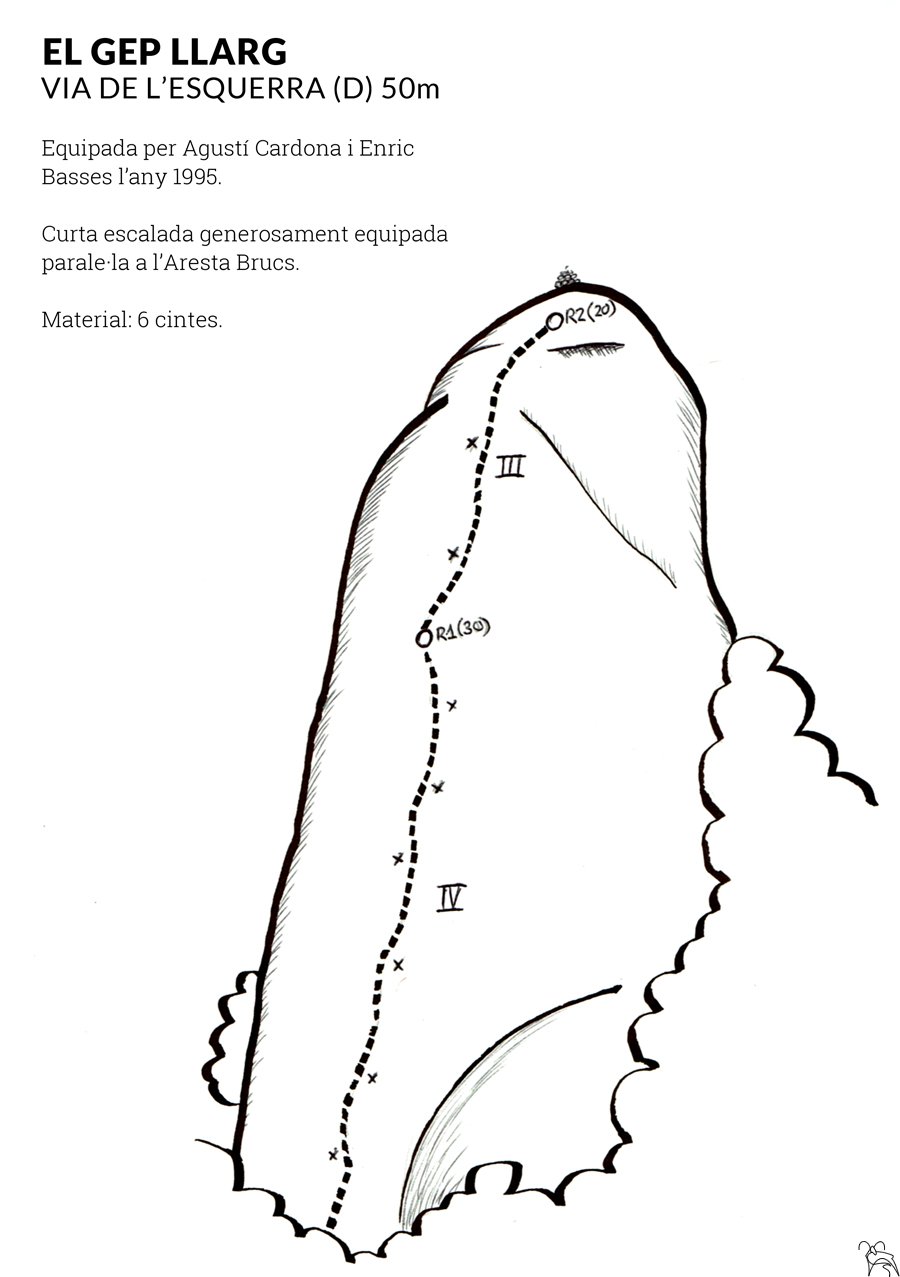 EL GEP LLARG
VIA DE L'ESQUERRA (D) 50m
Equipada per Agustí Cardona i Enric
Basses l'any 1995.
Curta escalada generosament equipada
parale·la a l'Aresta Brucs.
Material: 6 cintes.
R2(20)
III
R1(30)
IV